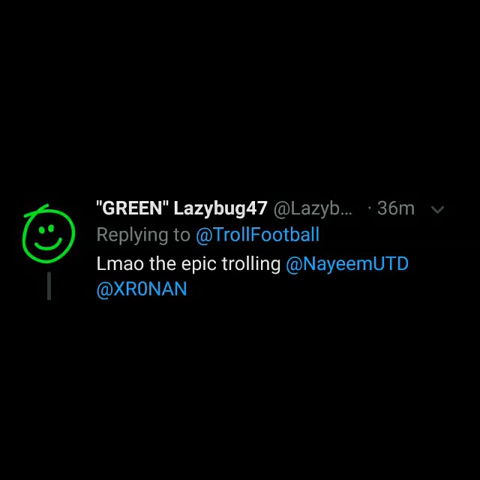 "GREEN" Lazybug47 @Lazyb... · 36m
Replying to @TrollFootball
Lmao the epic trolling @NayeemUTD
@XR0NAN